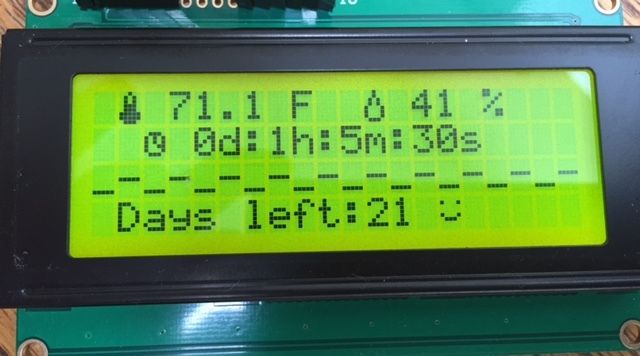 71.1 F 41 %
0d:1h:5m:30s
Days left:21